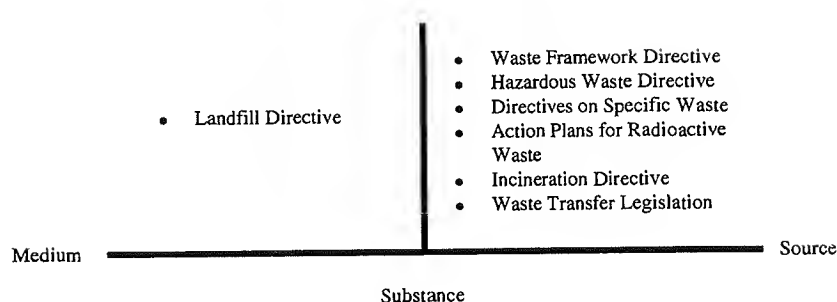 • Waste Framework Directive
• Hazardous Waste Directive
• Landfill Directive
• Directives on Specific Waste
• Action Plans for Radioactive
Waste
• Incineration Directive
• Waste Transfer Legislation
Medium
Source
Substance